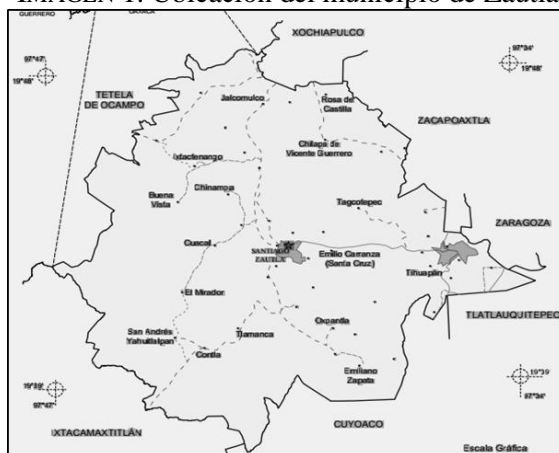 IMAGEN 1. Ubicación del municipio de Zautla
GUERRERO
OAXACA
XOCHIAPULCO
97°47'
19°48'
97°34'
19°48'
TETELA
DE OCAMPO
Jalcomulco
Rosa de
Castilla
ZACAPOAXTLA
Chilapa de
Vicente Guerrero
Ixtactenango
Buena
Vista
Chinampa
Tagcotepec
ZARAGOZA
Cuacal
SANTIAGO
ZAUTLA
Emilio Carranza
(Santa Cruz)
Tihuapan
El Mirador
TLATLAUQUITEPEC
Oxpantla
San Andrés
Yahuitlalpan
Tlamanca
Contla
Emiliano
Zapata
19°39'
97°47'
19°39'
97°34'
IXTACAMAXTITLÁN
CUYOACO
Escala Gráfica